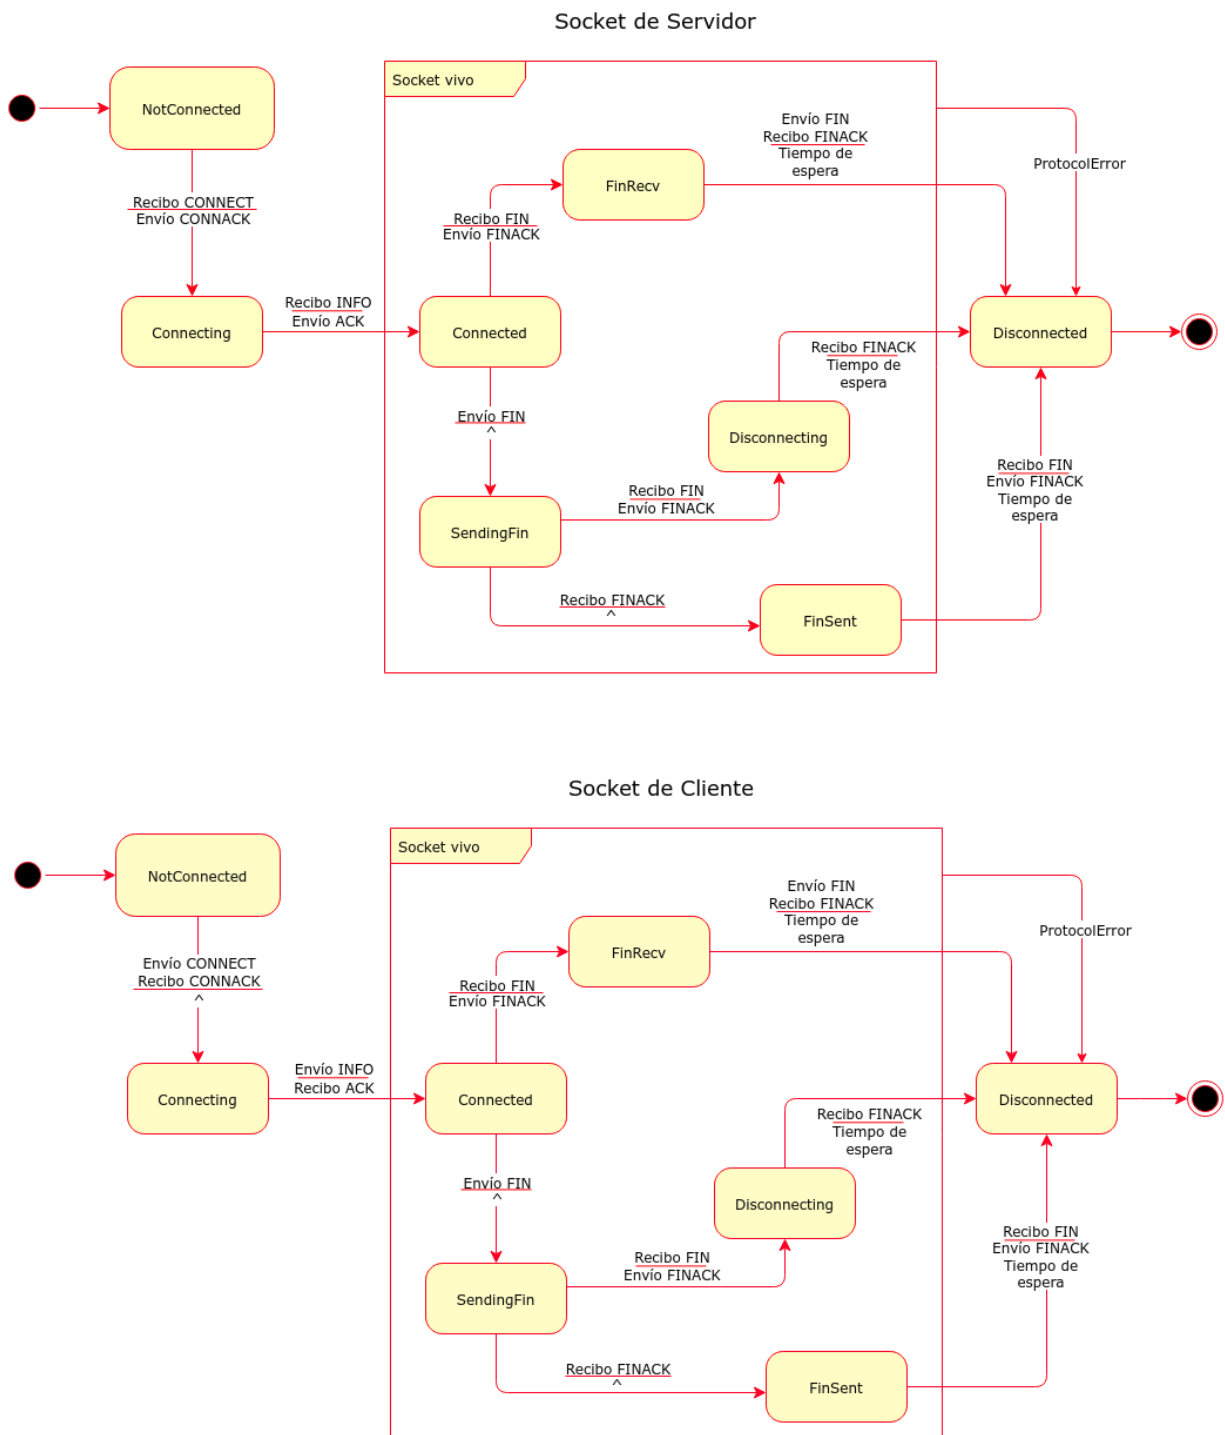 Socket de Servidor
Socket vivo
NotConnected
Envío FIN
Recibo FINACK
Tiempo de
espera
ProtocolError
FinRecv
Recibo CONNECT
Envío CONNACK
Recibo FIN
Envío FINACK
Recibo INFO
Envío ACK
Connecting
Connected
Disconnected
Recibo FINACK
Tiempo de
espera
Envío FIN
^
Disconnecting
Recibo FIN
Envío FINACK
Tiempo de
espera
Recibo FIN
Envío FINACK
SendingFin
Recibo FINACK
^
FinSent
Socket de Cliente
Socket vivo
NotConnected
Envío FIN
Recibo FINACK
Tiempo de
espera
ProtocolError
FinRecv
Envío CONNECT
Recibo CONNACK
^
Recibo FIN
Envío FINACK
Envío INFO
Recibo ACK
Connecting
Connected
Disconnected
Recibo FINACK
Tiempo de
espera
Envío FIN
^
Disconnecting
Recibo FIN
Envío FINACK
Tiempo de
espera
Recibo FIN
Envío FINACK
SendingFin
Recibo FINACK
^
FinSent